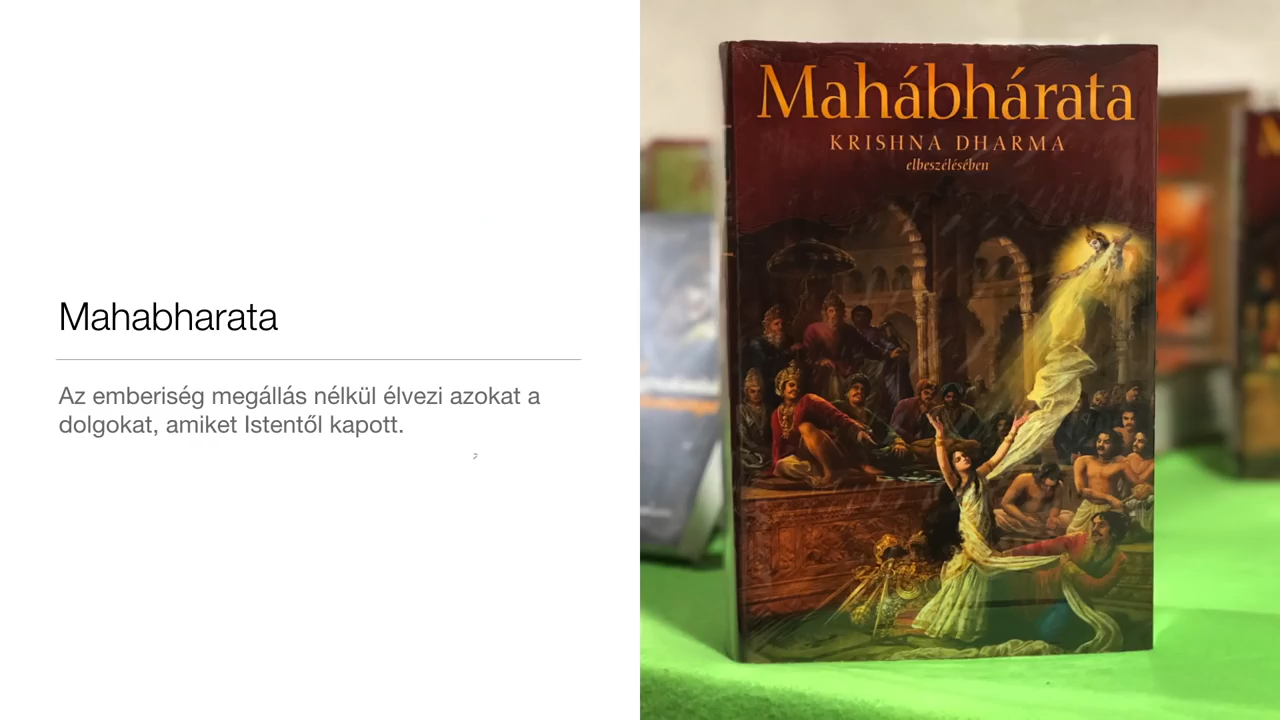 Mahabharata
Az emberiség megállás nélkül élvezi azokat a
dolgokat, amiket Istentől kapott.
Mahábhárata
KRISHNA DHARMA
elbeszélésében